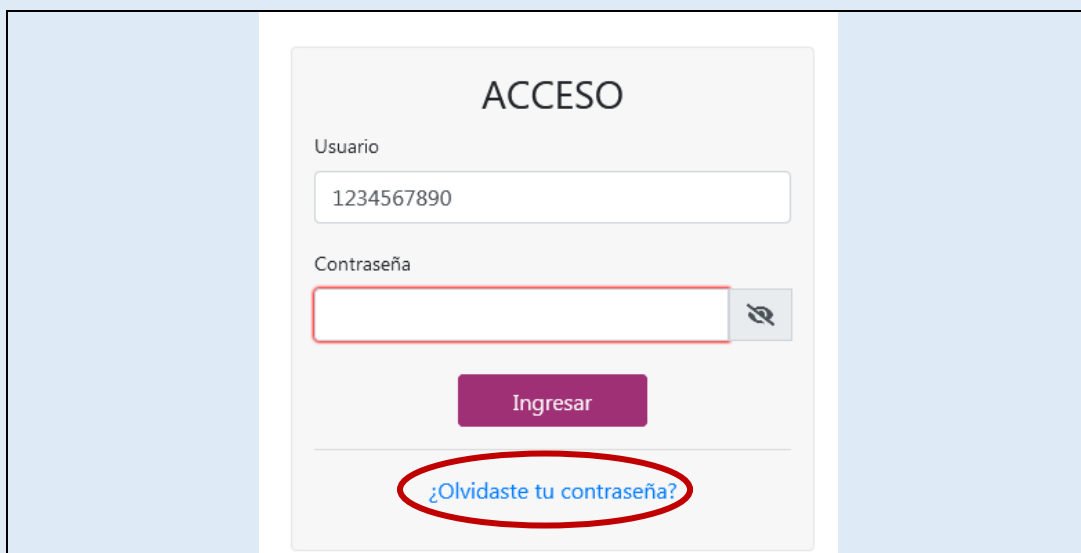 ACCESO
Usuario
1234567890
Contraseña
Ingresar
¿Olvidaste tu contraseña?